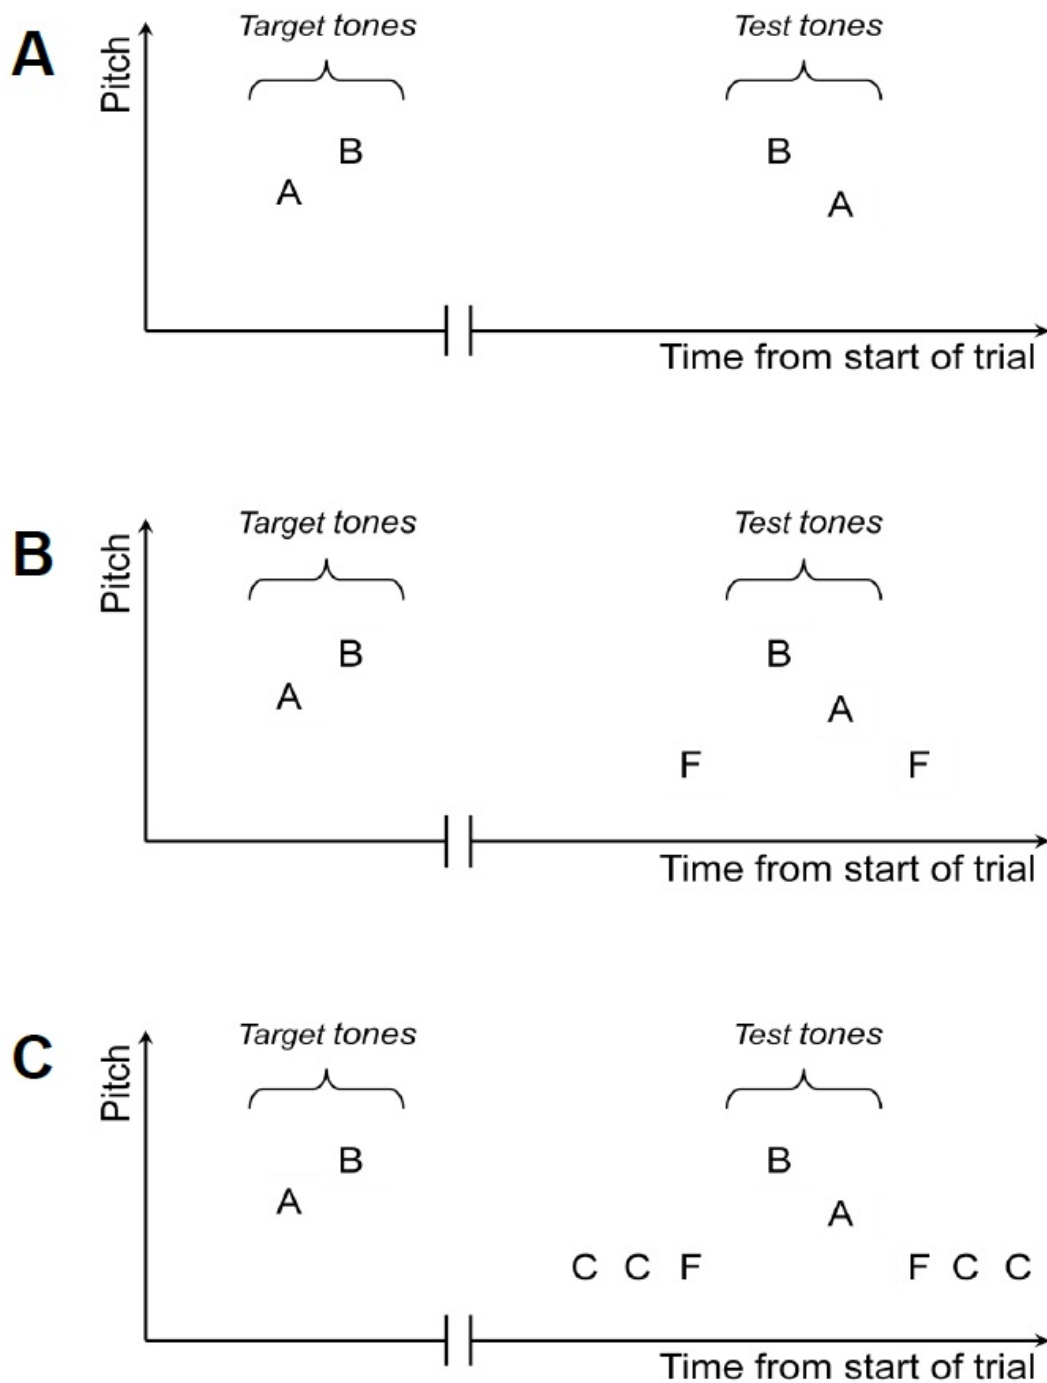 A
Pitch
Target tones
Test tones
B
B
A
A
Time from start of trial
B
Pitch
Target tones
Test tones
B
B
A
A
F
F
Time from start of trial
C
Pitch
Target tones
Test tones
B
B
A
A
C C F
F C C
Time from start of trial